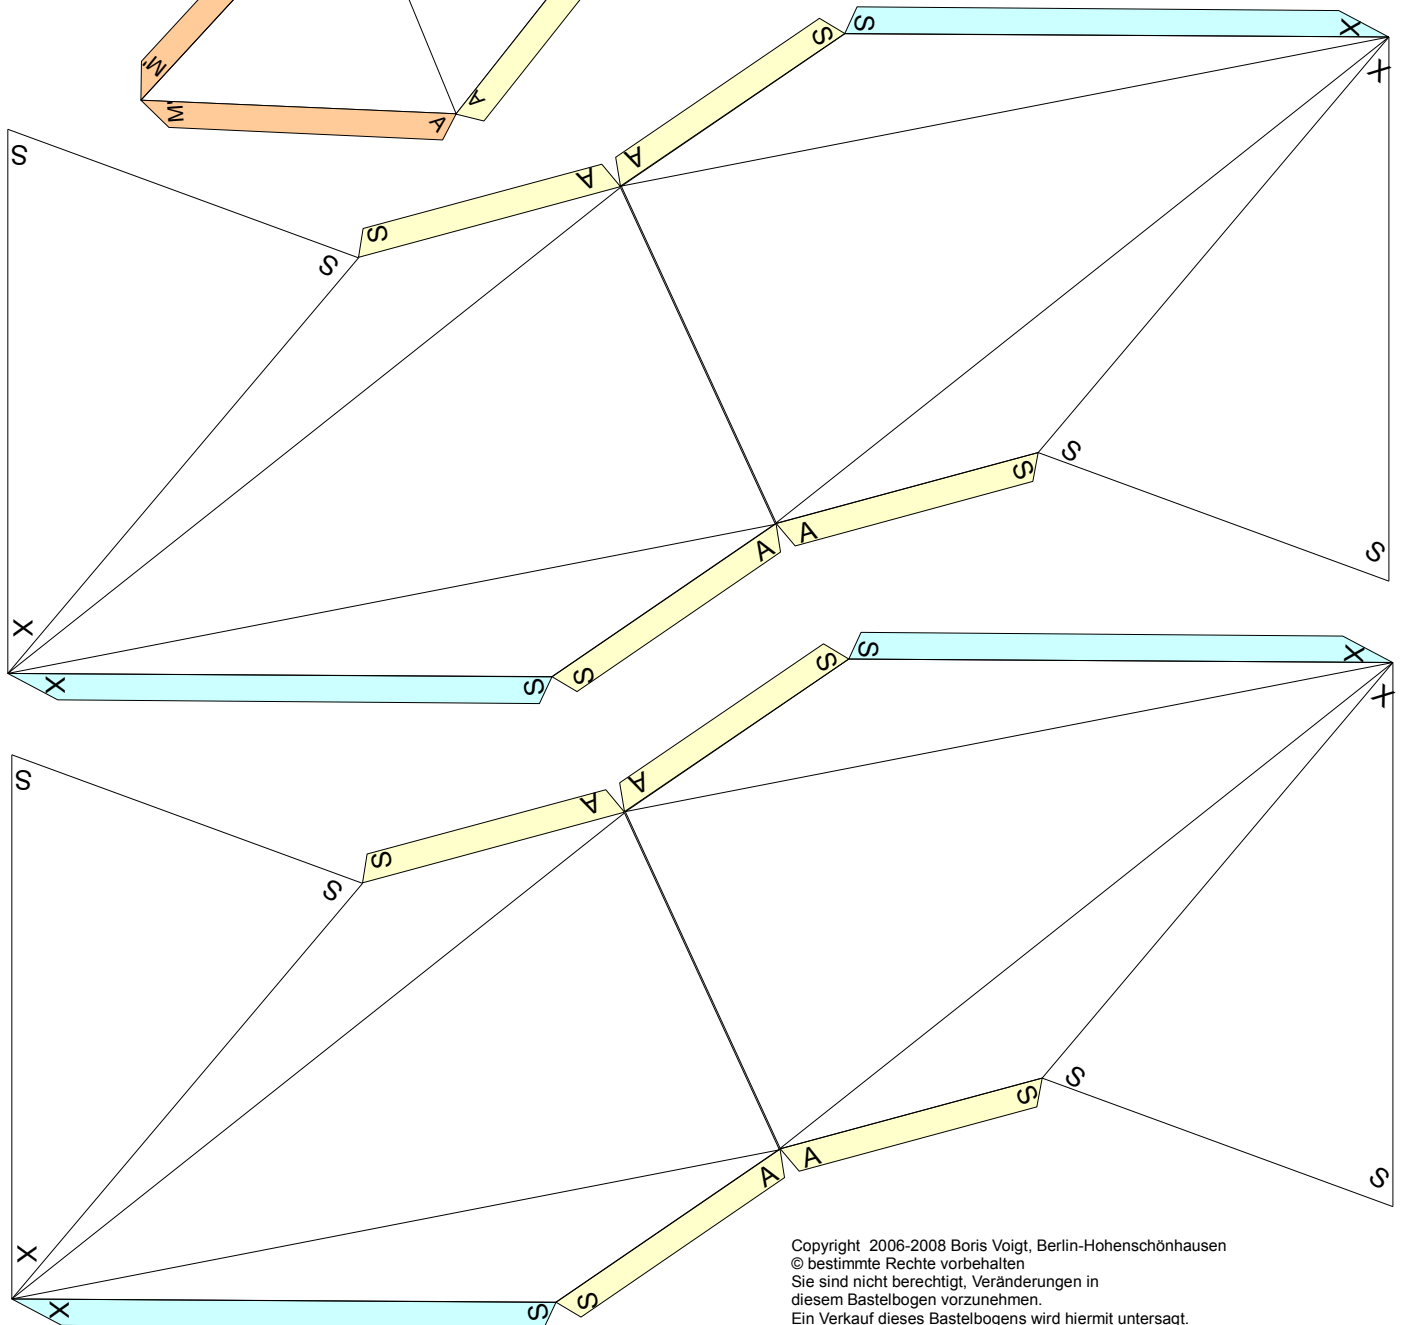 S X
S X
M'
A
M' A
A
S
A
S
S
S
S
A
A S
S
X
X S S
S S X
X
S
A
A
S
S
S
S
A
A S
S
X
X S S
Copyright 2006-2008 Boris Voigt, Berlin-Hohenschönhausen
© bestimmte Rechte vorbehalten
Sie sind nicht berechtigt, Veränderungen in
diesem Bastelbogen vorzunehmen.
Ein Verkauf dieses Bastelbogens wird hiermit untersagt.